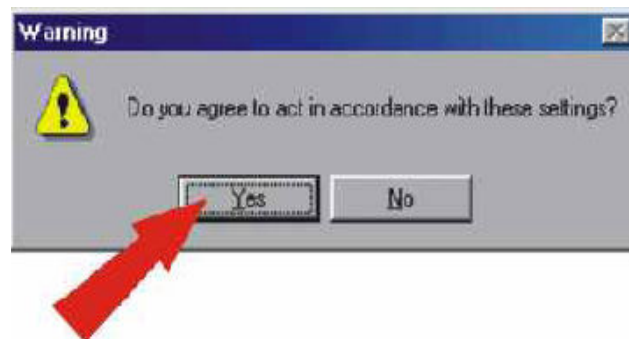 Warning
Do you agree to act in accordance with these settings?
Yes
No